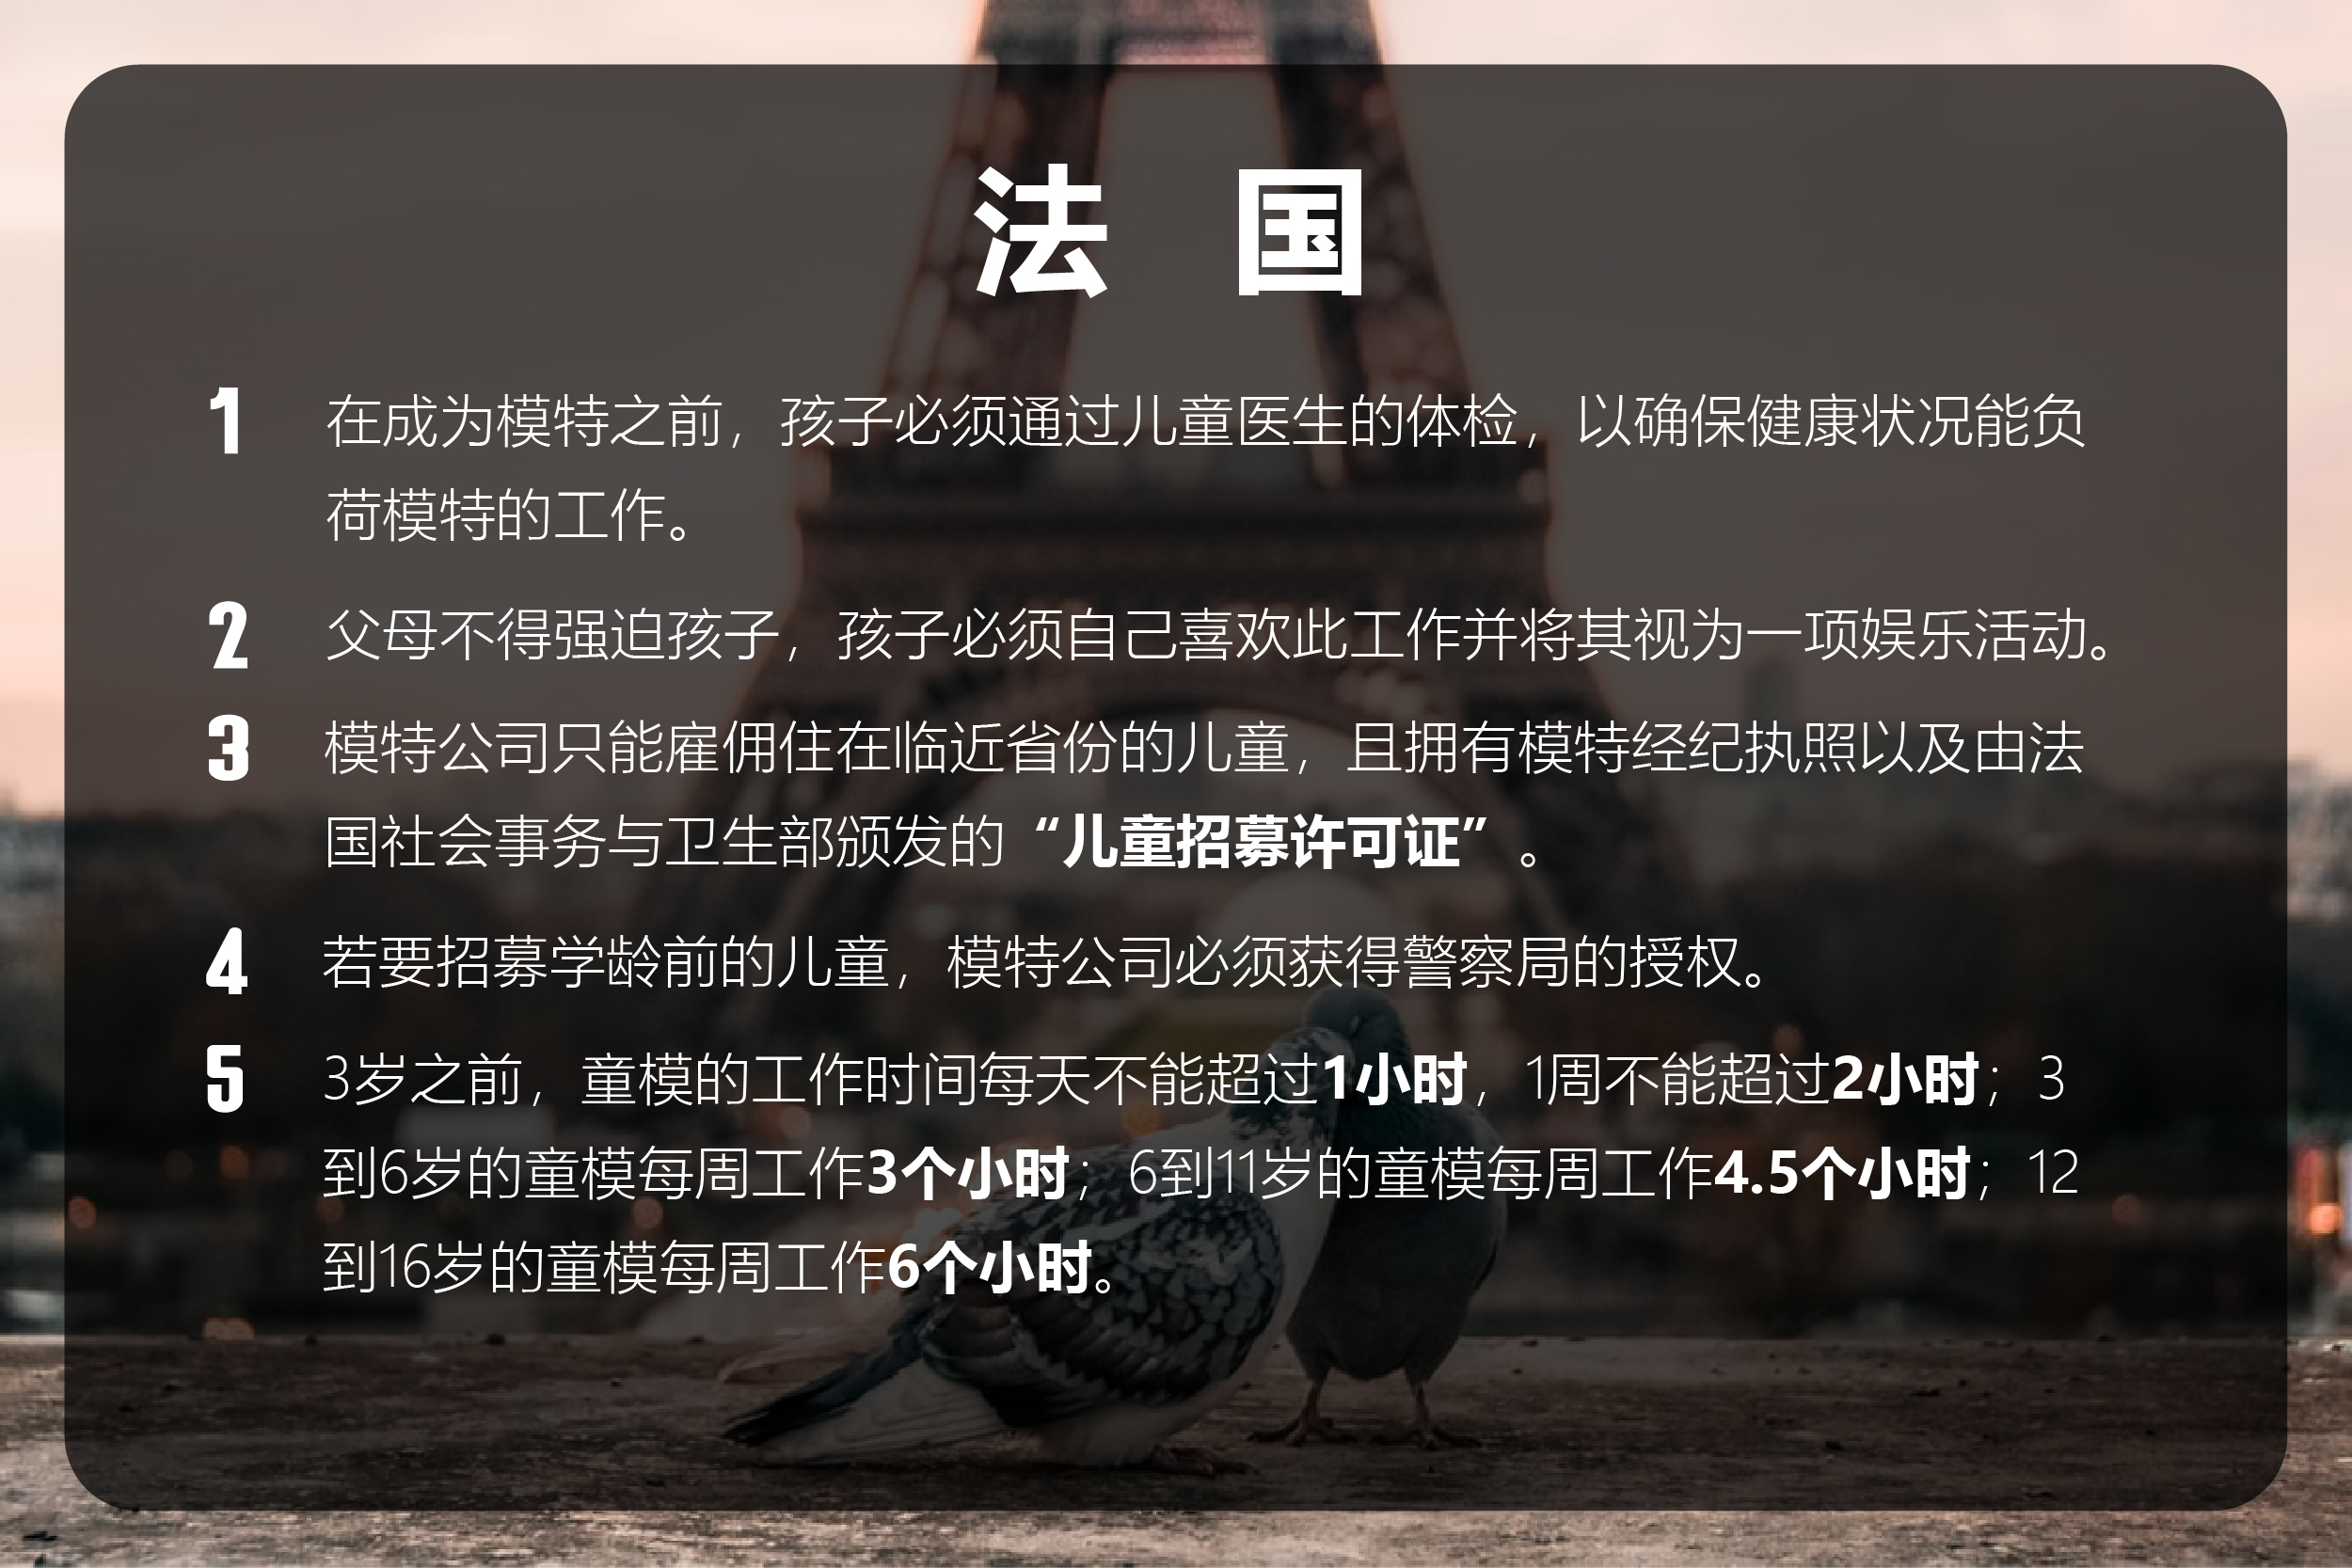 法 国
1 在成为模特之前，孩子必须通过儿童医生的体检，以确保健康状况能负
荷模特的工作。
2 父母不得强迫孩子，孩子必须自己喜欢此工作并将其视为一项娱乐活动。
3 模特公司只能雇佣住在临近省份的儿童，且拥有模特经纪执照以及由法
国社会事务与卫生部颁发的“儿童招募许可证”。
4 若要招募学龄前的儿童，模特公司必须获得警察局的授权。
5 3岁之前，童模的工作时间每天不能超过1小时，1周不能超过2小时；3
到6岁的童模每周工作3个小时；6到11岁的童模每周工作4.5个小时；12
到16岁的童模每周工作6个小时。